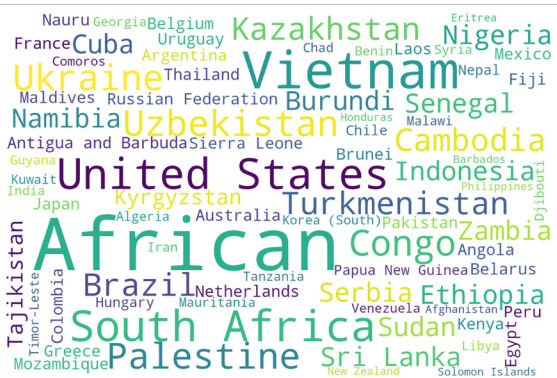 Nauru Georgia Belgium Kazakhstan Eritrea Nigeria
France Cuba Uruguay Chad Benin Laos Syria Mexico
Comoros Argentina Vietnam Nepal Fiji
Ukraine Thailand
Maldives Russian Federation Burundi Senegal
Namibia Uzbekistan Honduras Malawi
Chile Cambodia
Antigua and Barbuda Sierra Leone Brunei
Guyana United States Indonesia Barbados
Kuwait Philippines
India Kyrgyzstan Turkmenistan Djibouti
Japan Algeria Australia Korea (South) Pakistan Zambia
African Iran Congo Angola
Tajikistan Timor-Leste Colombia Brazil Tanzania Papua New Guinea Belarus
Netherlands Serbia Ethiopia
Hungary Mauritania Venezuela Afghanistan Peru
South Africa Sudan Kenya Egypt
Greece Palestine Sri Lanka Libya
Mozambique New Zealand Solomon Islands